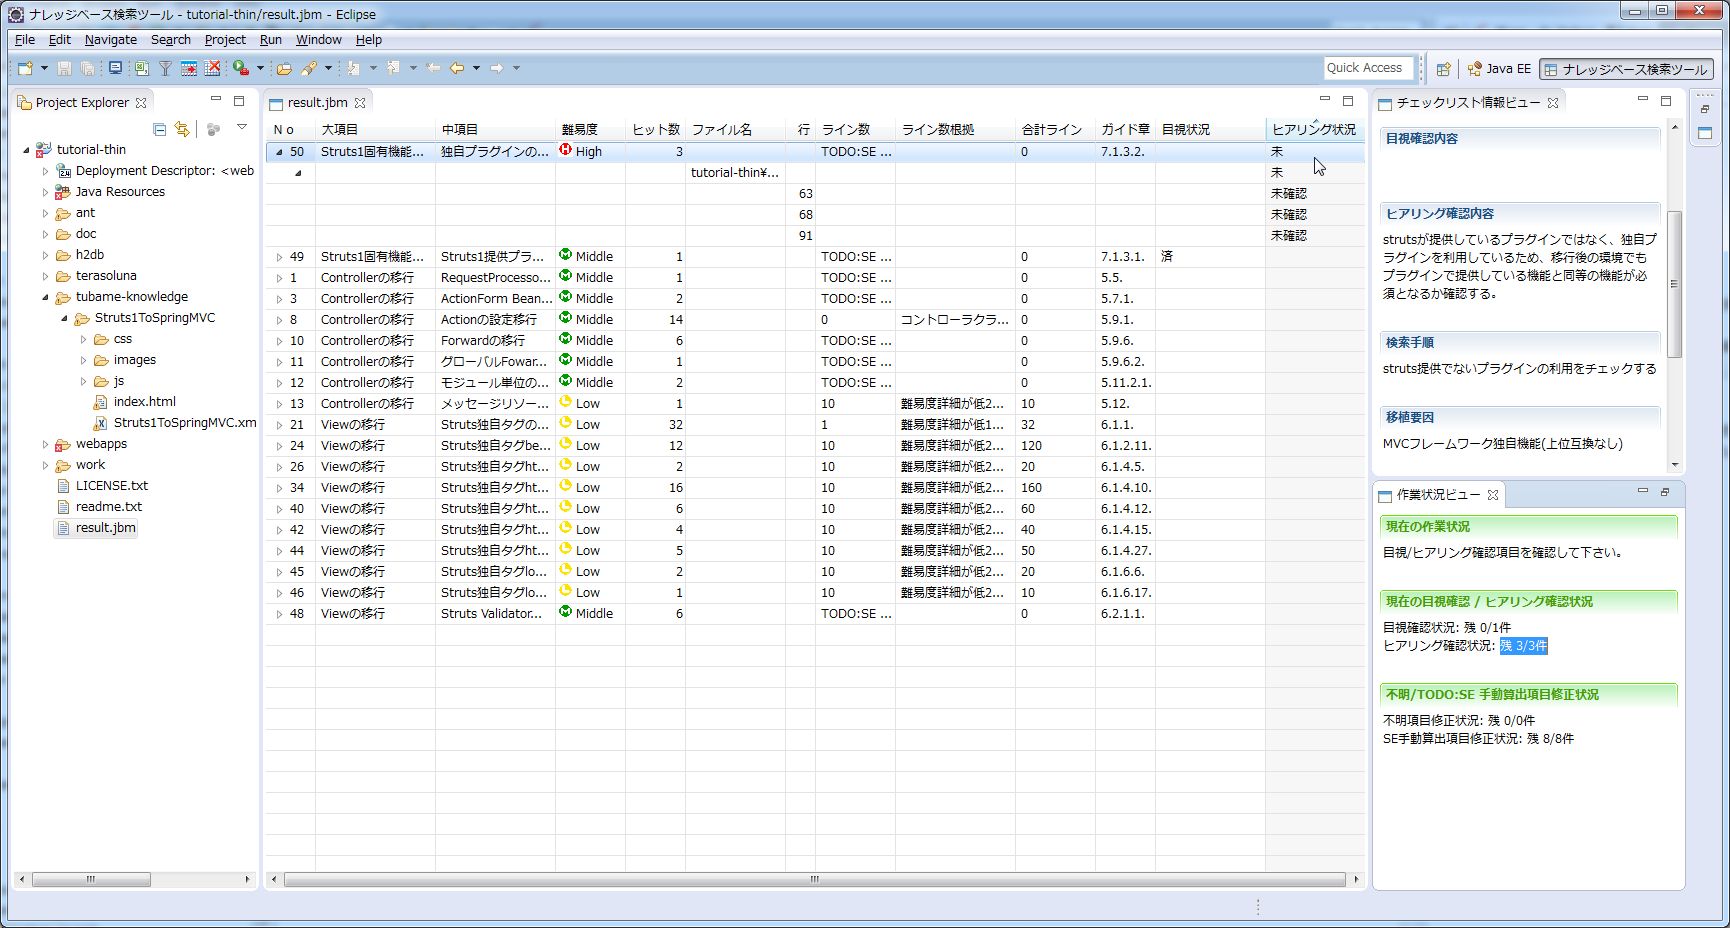 ナレッジベース検索ツール - tutorial-thin/result.jbm - Eclipse
File Edit Navigate Search Project Run Window Help
Quick Access
Java EE
ナレッジベース検索ツール
Project Explorer
tutorial-thin
Deployment Descriptor: <web
Java Resources
ant
doc
h2db
terasoluna
tubame-knowledge
Struts1ToSpringMVC
css
images
js
index.html
Struts1ToSpringMVC.xm
webapps
work
LICENSE.txt
readme.txt
result.jbm
result.jbm
No 大項目 中項目 難易度 ヒット数 ファイル名 行 ライン数 ライン数根拠 合計ライン ガイド章 目視状況 ヒアリング状況
50 Struts1固有機能... 独自プラグインの... High 3 TODO:SE ... 0 7.1.3.2. 未
tutorial-thin¥... 未
63 未確認
68 未確認
91 未確認
49 Struts1固有機能... Struts1提供プラ... Middle 1 TODO:SE ... 0 7.1.3.1. 済
1 Controllerの移行 RequestProcesso... Middle 1 TODO:SE ... 0 5.5.
3 Controllerの移行 ActionForm Bean... Middle 2 TODO:SE ... 0 5.7.1.
8 Controllerの移行 Actionの設定移行 Middle 14 0 コントローラクラ... 0 5.9.1.
10 Controllerの移行 Forwardの移行 Middle 6 TODO:SE ... 0 5.9.6.
11 Controllerの移行 グローバルFowar... Middle 1 TODO:SE ... 0 5.9.6.2.
12 Controllerの移行 モジュール単位の... Middle 2 TODO:SE ... 0 5.11.2.1.
13 Controllerの移行 メッセージリソー... Low 1 10 難易度詳細が低2... 10 5.12.
21 Viewの移行 Struts独自タグの... Low 32 1 難易度詳細が低1... 32 6.1.1.
24 Viewの移行 Struts独自タグbe... Low 12 10 難易度詳細が低2... 120 6.1.2.11.
26 Viewの移行 Struts独自タグht... Low 2 10 難易度詳細が低2... 20 6.1.4.5.
34 Viewの移行 Struts独自タグht... Low 16 10 難易度詳細が低2... 160 6.1.4.10.
40 Viewの移行 Struts独自タグht... Low 6 10 難易度詳細が低2... 60 6.1.4.12.
42 Viewの移行 Struts独自タグht... Low 4 10 難易度詳細が低2... 40 6.1.4.15.
44 Viewの移行 Struts独自タグht... Low 5 10 難易度詳細が低2... 50 6.1.4.27.
45 Viewの移行 Struts独自タグlo... Low 2 10 難易度詳細が低2... 20 6.1.6.6.
46 Viewの移行 Struts独自タグlo... Low 1 10 難易度詳細が低2... 10 6.1.6.17.
48 Viewの移行 Struts Validator... Middle 6 TODO:SE ... 0 6.2.1.1.
チェックリスト情報ビュー
目視確認内容
ヒアリング確認内容
strutsが提供しているプラグインではなく、独自プ
ラグインを利用しているため、移行後の環境でも
プラグインで提供している機能と同等の機能が必
須となるか確認する。
検索手順
struts提供でないプラグインの利用をチェックする
移植要因
MVCフレームワーク独自機能(上位互換なし)
作業状況ビュー
現在の作業状況
目視/ヒアリング確認項目を確認して下さい。
現在の目視確認 / ヒアリング確認状況
目視確認状況: 残 0/1件
ヒアリング確認状況: 残 3/3件
不明/TODO:SE 手動算出項目修正状況
不明項目修正状況: 残 0/0件
SE手動算出項目修正状況: 残 8/8件